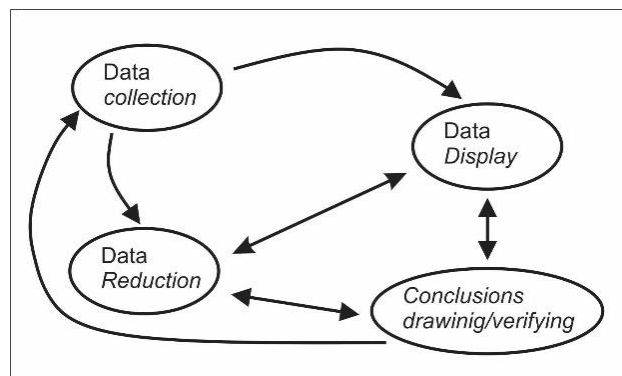 Data
collection
Data
Display
Data
Reduction
Conclusions
drawinig/verifying